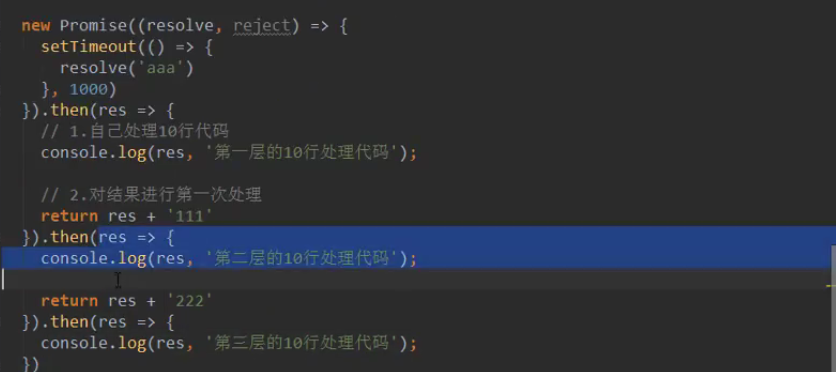 new Promise((resolve, reject) => {
  setTimeout(() => {
    resolve('aaa')
  }, 1000)
}).then(res => {
  // 1.自己处理10行代码
  console.log(res, '第一层的10行处理代码');
  // 2.对结果进行第一次处理
  return res + '111'
}).then(res => {
  console.log(res, '第二层的10行处理代码');
  return res + '222'
}).then(res => {
  console.log(res, '第三层的10行处理代码');
})